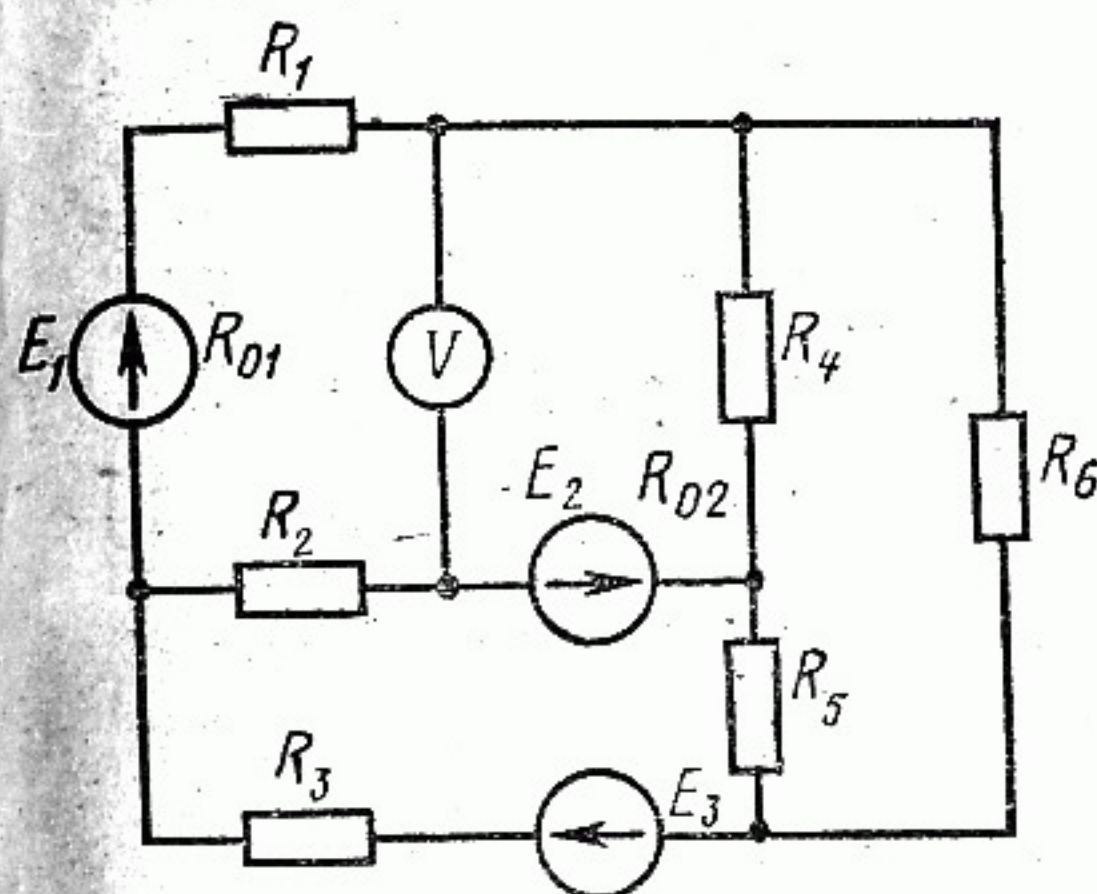 R₁
E₁ R₀₁
V
R₄
R₆
E₂ R₀₂
R₂
R₅
R₃
E₃